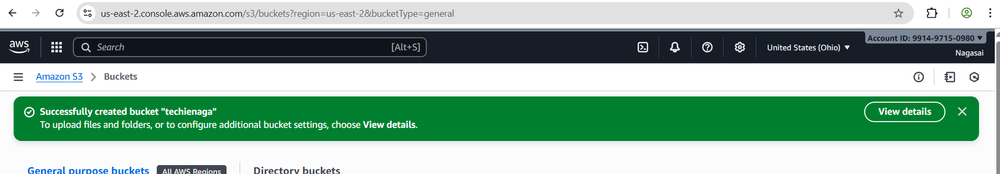 us-east-2.console.aws.amazon.com/s3/buckets?region=us-east-2&bucketType=general
aws
Search
[Alt+S]
United States (Ohio)
Account ID: 9914-9715-0980
Nagasai
Amazon S3 > Buckets
Successfully created bucket "techienaga"
View details
To upload files and folders, or to configure additional bucket settings, choose View details.
General purpose buckets
All AWS Regions
Directory buckets